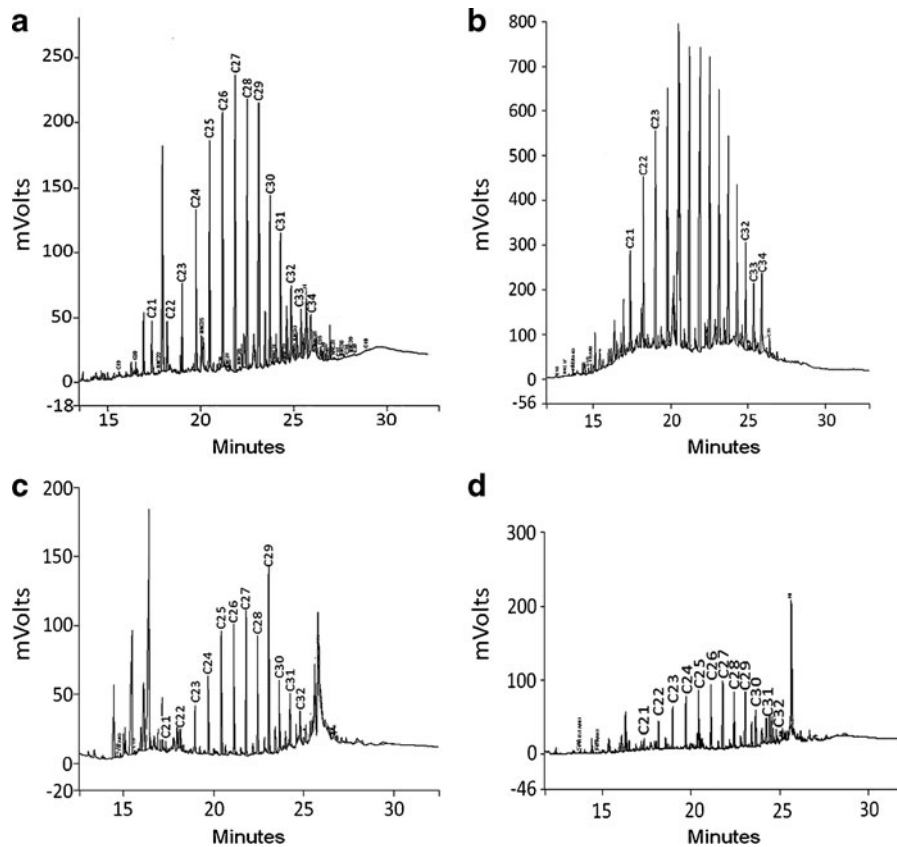 a
250
200
150
100
50
0
-18
mVolts
C21
C22
C23
C24
C25
C26
C27
C28
C29
C30
C31
C32
C33
C34
15 20 25 30
Minutes
b
800
700
600
500
400
300
200
100
0
-56
mVolts
C21
C22
C23
C32
C33
C34
15 20 25 30
Minutes
c
200
150
100
50
0
-20
mVolts
C21
C22
C23
C24
C25
C26
C27
C28
C29
C30
C31
C32
15 20 25 30
Minutes
d
300
200
100
0
-46
mVolts
C21
C22
C23
C24
C25
C26
C27
C28
C29
C30
C31
C32
15 20 25 30
Minutes